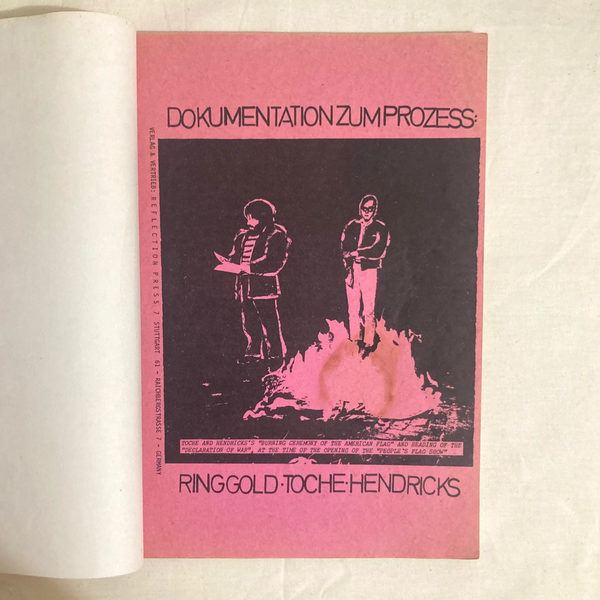 DOKUMENTATION ZUM PROZESS:
VERLAG & VERTRIEB: REFLECTION PRESS / STUTTGART 61 - RAICHBERGSTRASSE 7 - GERMANY
TOCHE AND HENDRICKS'S "BURNING CEREMONY OF THE AMERICAN FLAG" AND READING OF THE
"DECLARATION OF WAR", AT THE TIME OF THE OPENING OF THE "PEOPLE'S FLAG SHOW"
RINGGOLD·TOCHE·HENDRICKS